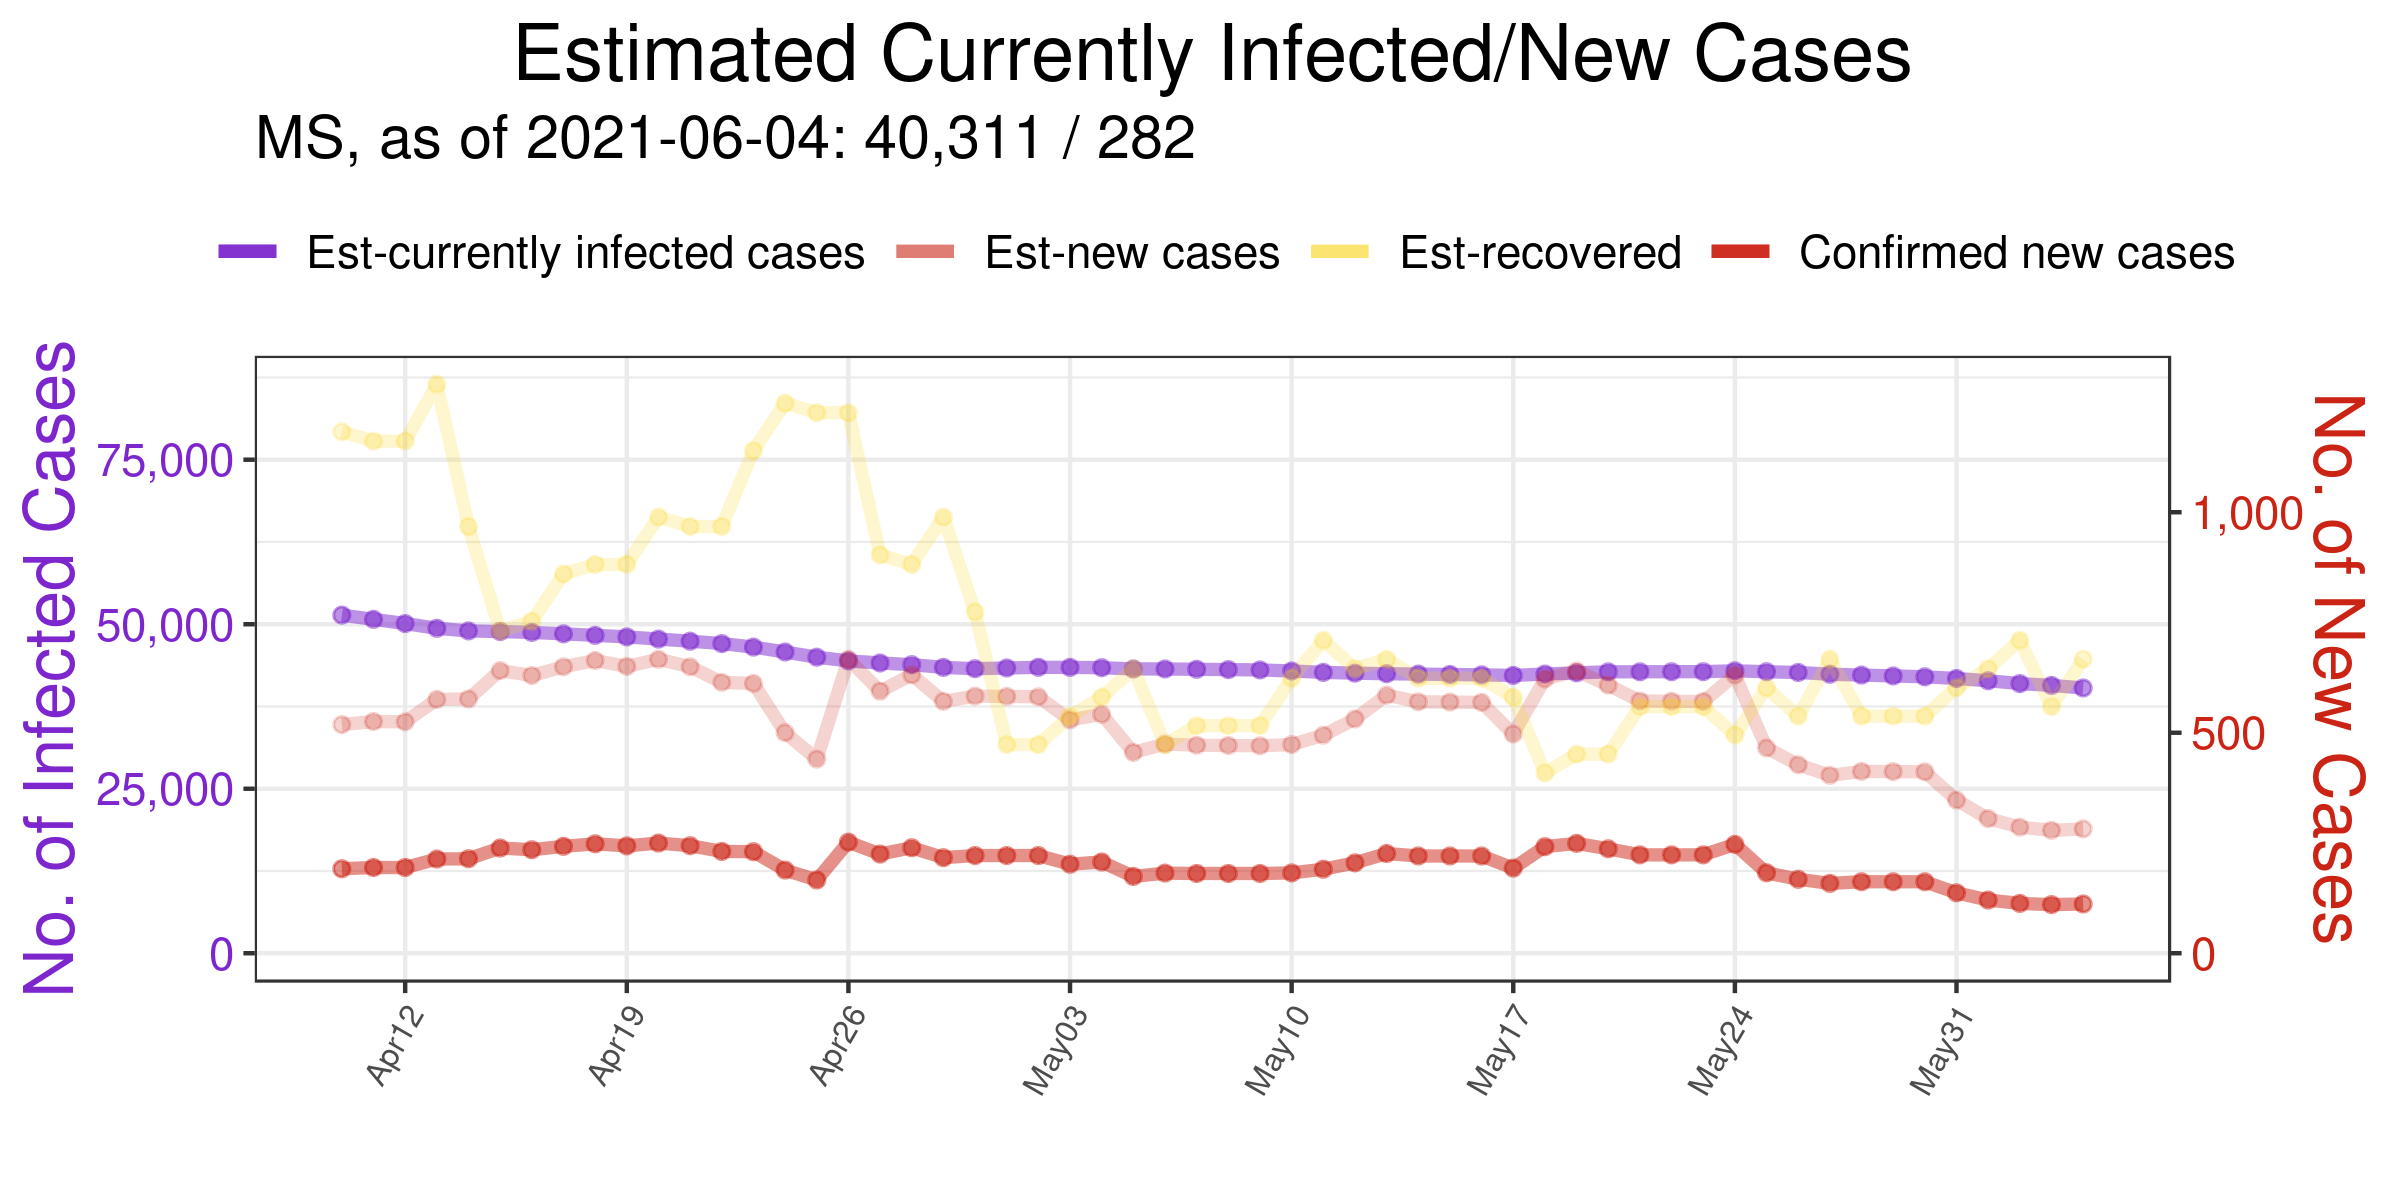 Estimated Currently Infected/New Cases
MS, as of 2021-06-04: 40,311 / 282
Est-currently infected cases Est-new cases Est-recovered Confirmed new cases
No. of Infected Cases
75,000
50,000
25,000
0
No. of New Cases
1,000
500
0
Apr12 Apr19 Apr26 May03 May10 May17 May24 May31